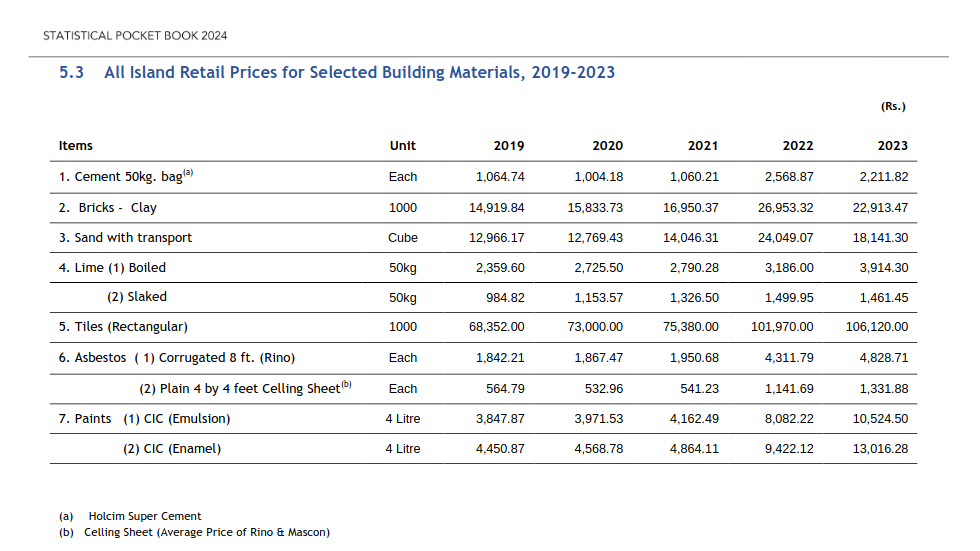 STATISTICAL POCKET BOOK 2024
5.3 All Island Retail Prices for Selected Building Materials, 2019-2023
(Rs.)
Items Unit 2019 2020 2021 2022 2023
1. Cement 50kg. bag(a) Each 1,064.74 1,004.18 1,060.21 2,568.87 2,211.82
2. Bricks - Clay 1000 14,919.84 15,833.73 16,950.37 26,953.32 22,913.47
3. Sand with transport Cube 12,966.17 12,769.43 14,046.31 24,049.07 18,141.30
4. Lime (1) Boiled 50kg 2,359.60 2,725.50 2,790.28 3,186.00 3,914.30
(2) Slaked 50kg 984.82 1,153.57 1,326.50 1,499.95 1,461.45
5. Tiles (Rectangular) 1000 68,352.00 73,000.00 75,380.00 101,970.00 106,120.00
6. Asbestos ( 1) Corrugated 8 ft. (Rino) Each 1,842.21 1,867.47 1,950.68 4,311.79 4,828.71
(2) Plain 4 by 4 feet Celling Sheet(b) Each 564.79 532.96 541.23 1,141.69 1,331.88
7. Paints (1) CIC (Emulsion) 4 Litre 3,847.87 3,971.53 4,162.49 8,082.22 10,524.50
(2) CIC (Enamel) 4 Litre 4,450.87 4,568.78 4,864.11 9,422.12 13,016.28
(a) Holcim Super Cement
(b) Celling Sheet (Average Price of Rino & Mascon)